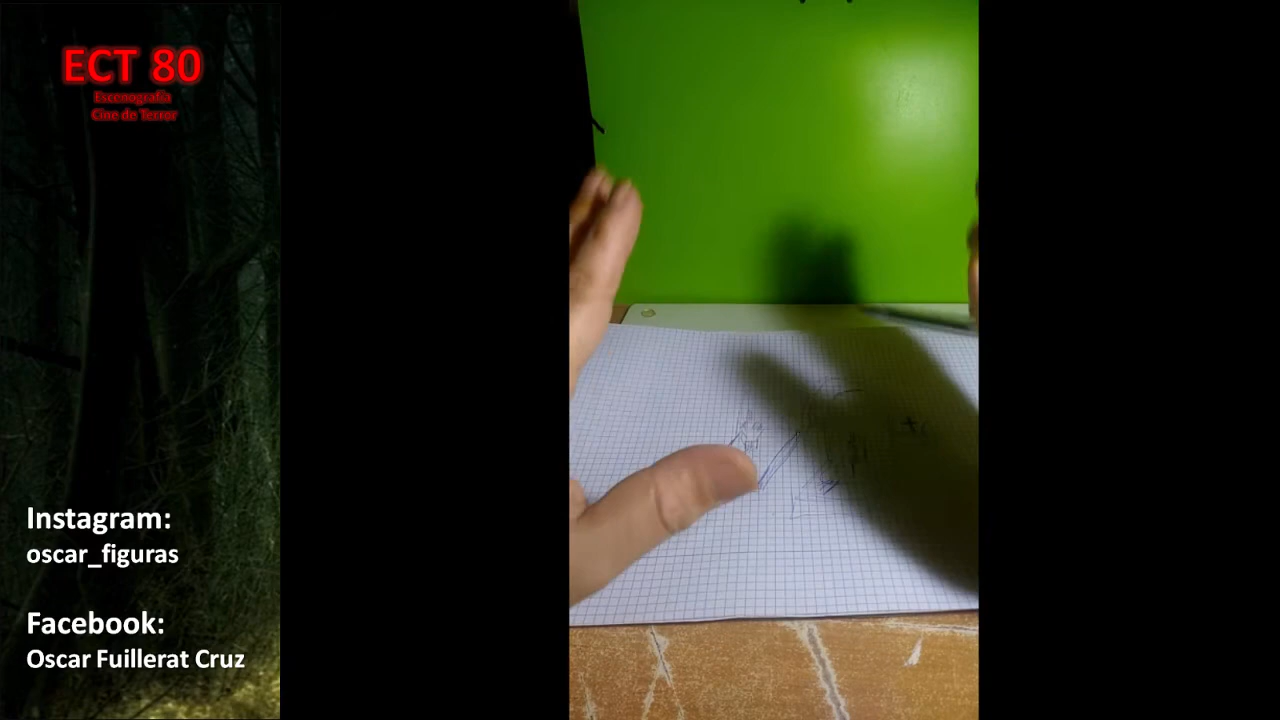 ECT 80
Escenografía
Cine de Terror
Instagram:
oscar_figuras
Facebook:
Oscar Fuillerat Cruz